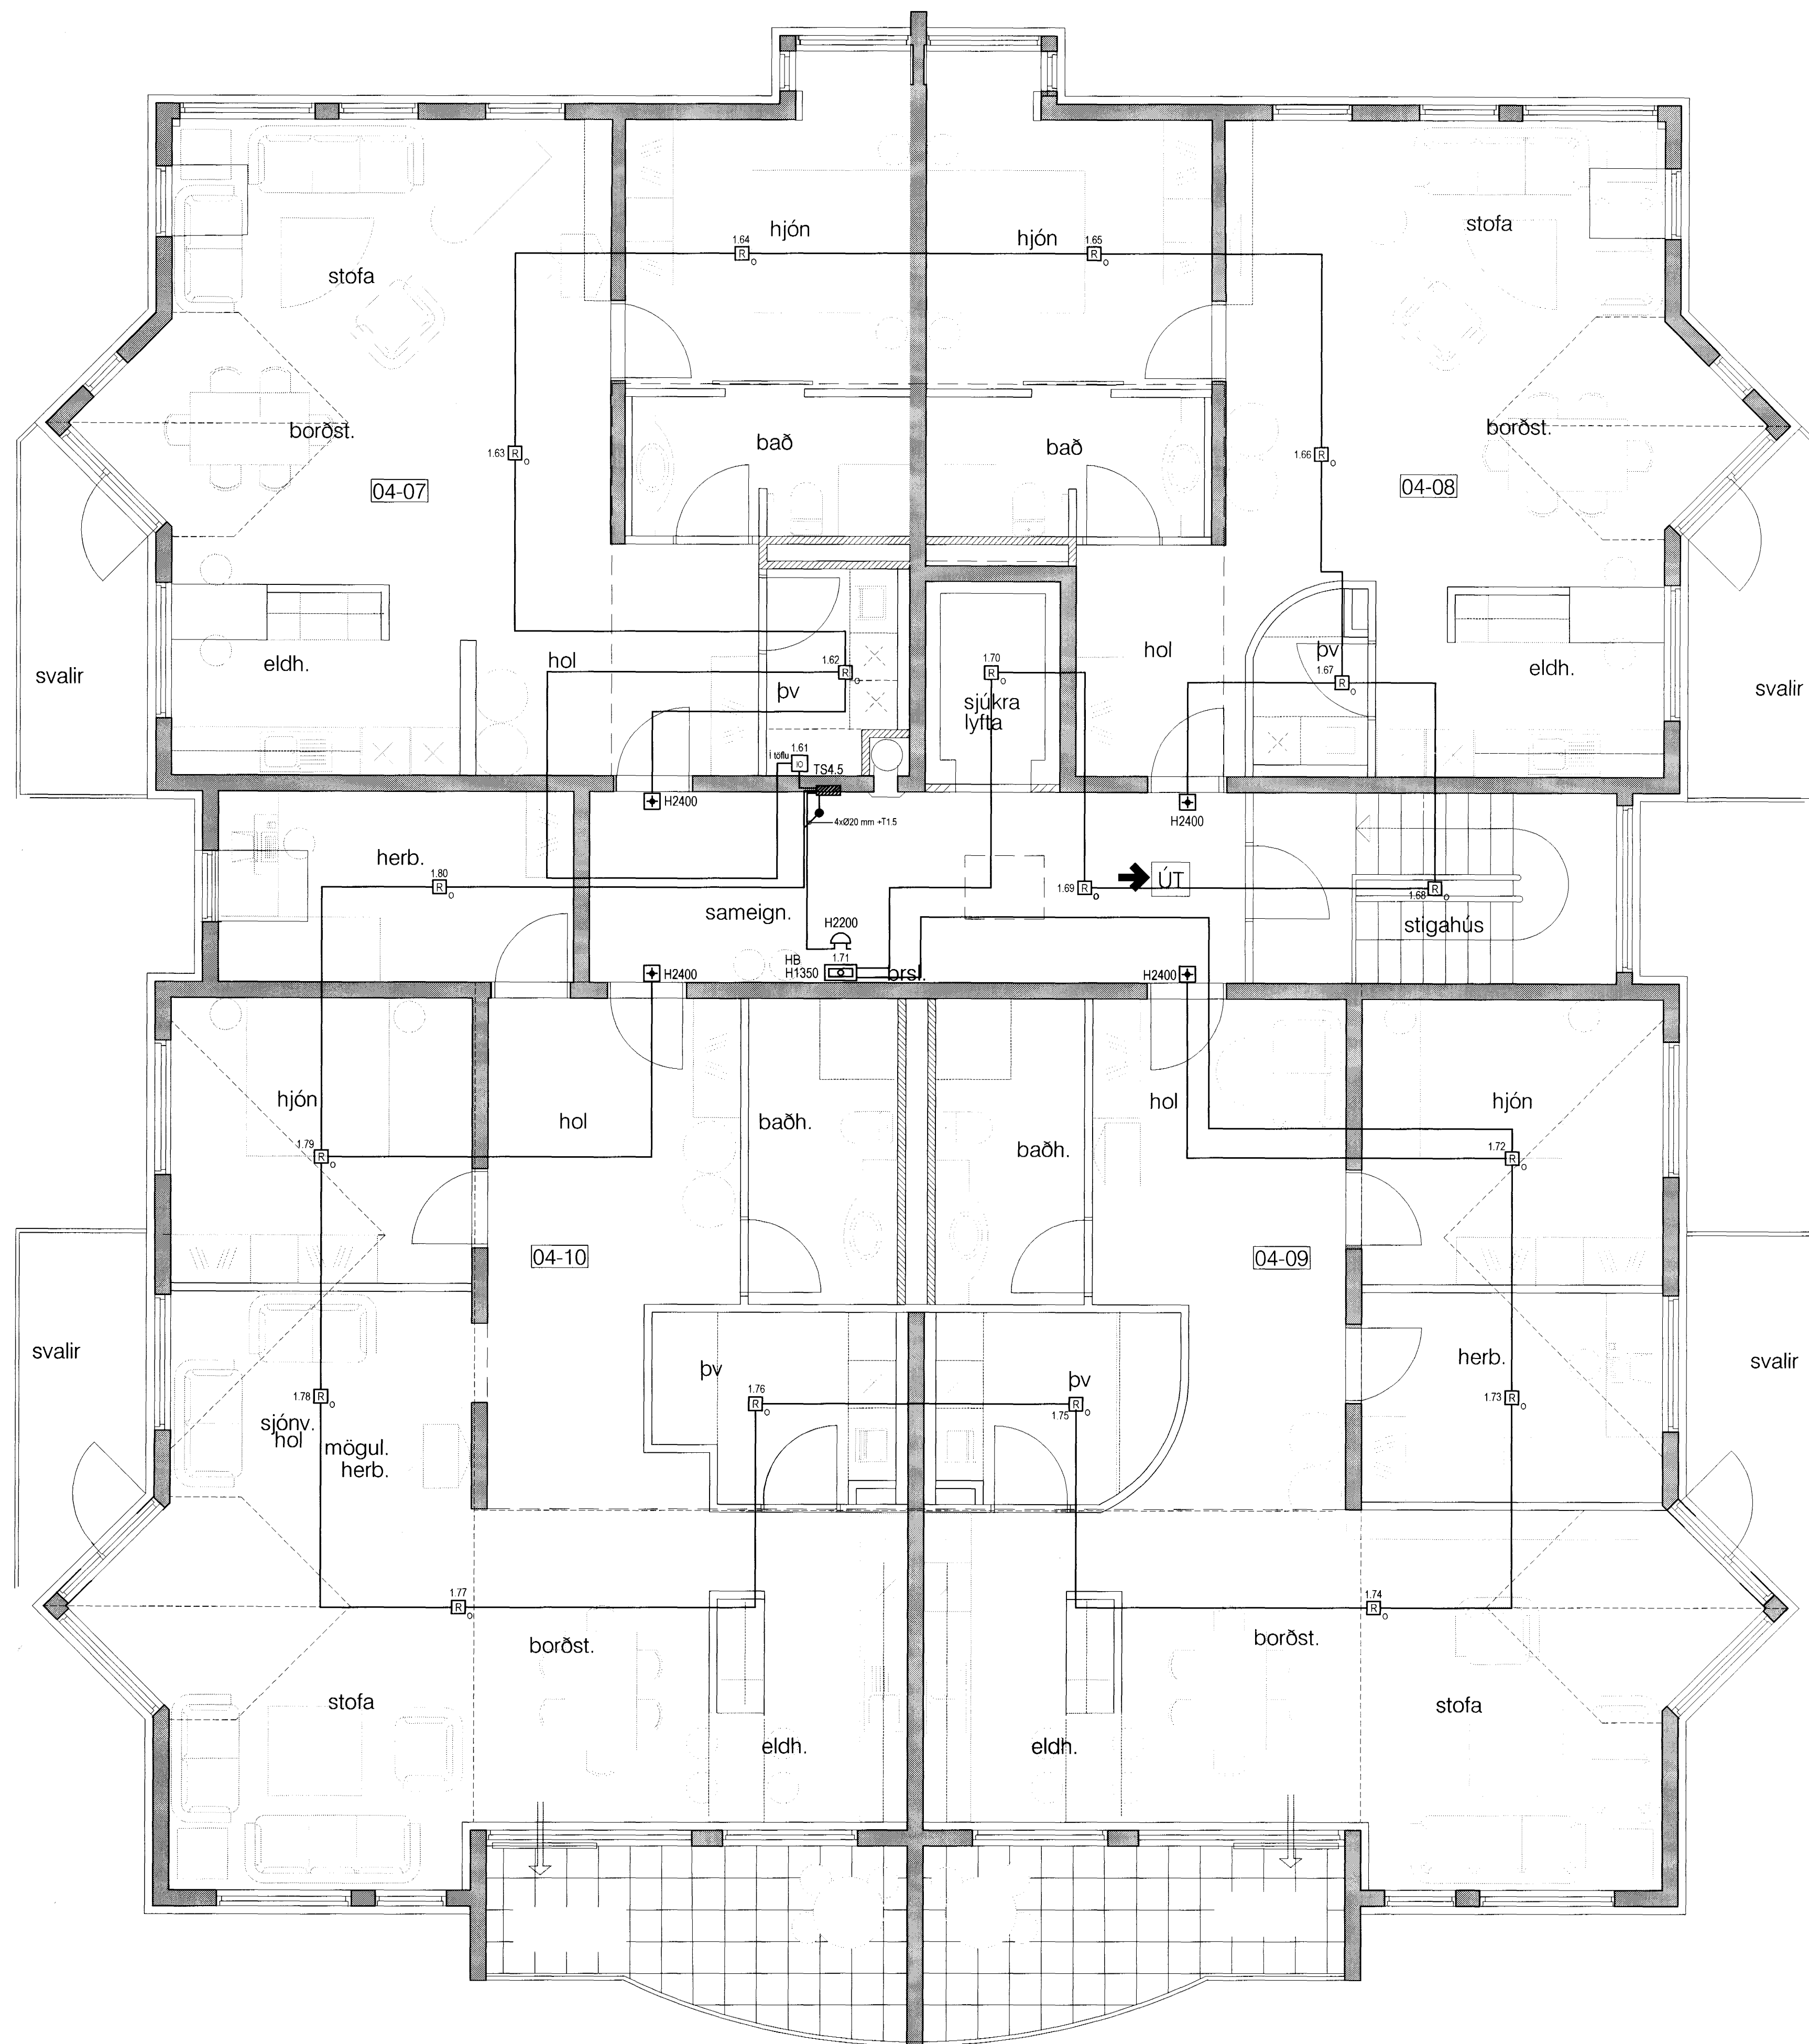 hjón
hjón
stofa
stofa
1.64
R
O
1.65
R
O
borðst.
borðst.
bað
bað
1.63
R
O
1.66
R
O
04-07
04-08
svalir
eldh.
hol
1.62
R
O
þv
1.70
R
O
sjúkra
lyfta
hol
þv
1.67
R
O
eldh.
svalir
Í töflu
1.61
IO
TS4.5
H2400
4xØ20 mm +T1.5
H2400
herb.
1.80
R
O
sameign.
1.69
R
O
ÚT
1.68
R
O
stigahús
H2200
HB
H1350
1.71
brsl.
H2400
H2400
hjón
hol
baðh.
baðh.
hol
hjón
1.79
R
O
1.72
R
O
04-10
04-09
svalir
þv
þv
herb.
svalir
1.78
R
O
1.76
R
O
1.75
R
O
1.73
R
O
sjónv.
hol
mögul.
herb.
1.77
R
O
1.74
R
O
borðst.
borðst.
stofa
stofa
eldh.
eldh.